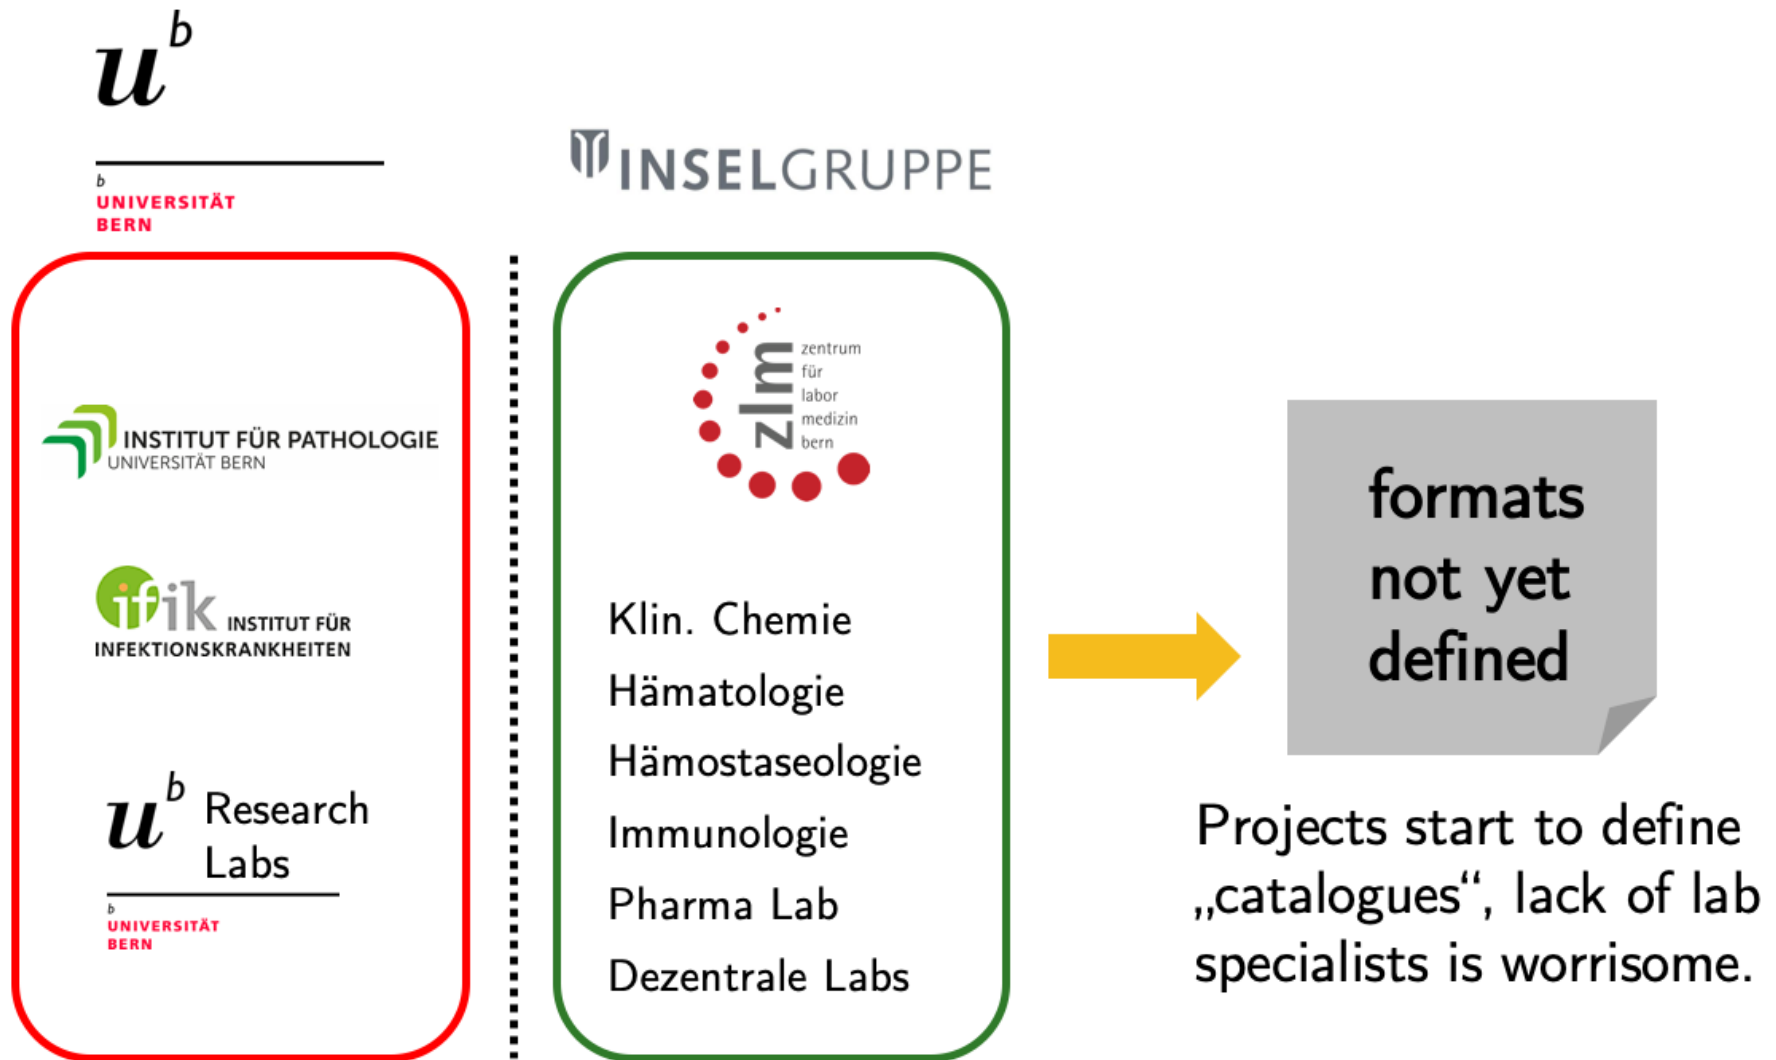 u b
b
UNIVERSITÄT
BERN
INSELGRUPPE
INSTITUT FÜR PATHOLOGIE
UNIVERSITÄT BERN
ifik INSTITUT FÜR
INFEKTIONSKRANKHEITEN
u b Research
Labs
b
UNIVERSITÄT
BERN
zlm
zentrum
für
labor
medizin
bern
Klin. Chemie
Hämatologie
Hämostaseologie
Immunologie
Pharma Lab
Dezentrale Labs
formats
not yet
defined
Projects start to define
„catalogues“, lack of lab
specialists is worrisome.